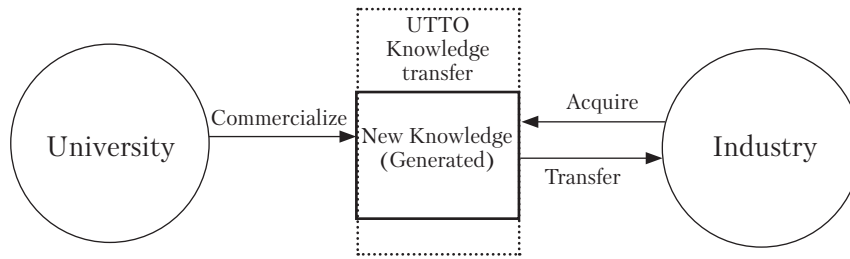 UTTO
Knowledge
transfer
Commercialize
Acquire
University
New Knowledge
(Generated)
Industry
Transfer